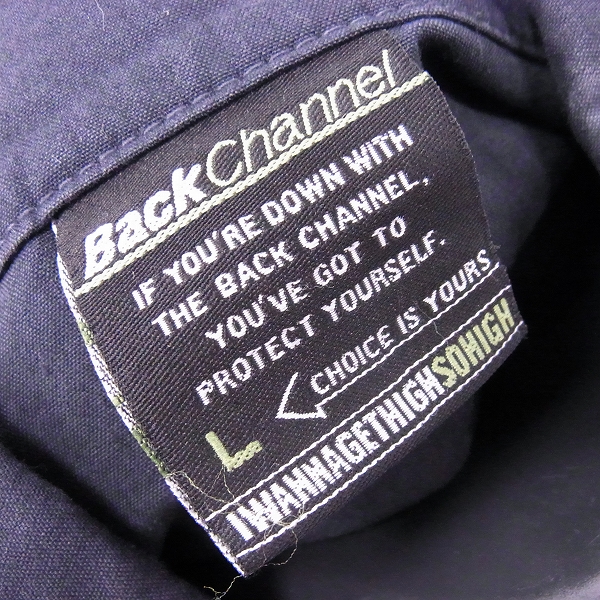 BackChannel
IF YOU'RE DOWN WITH
THE BACK CHANNEL,
YOU'VE GOT TO
PROTECT YOURSELF.
CHOICE IS YOURS
L
IWANNAGETHIGHSOHIGH